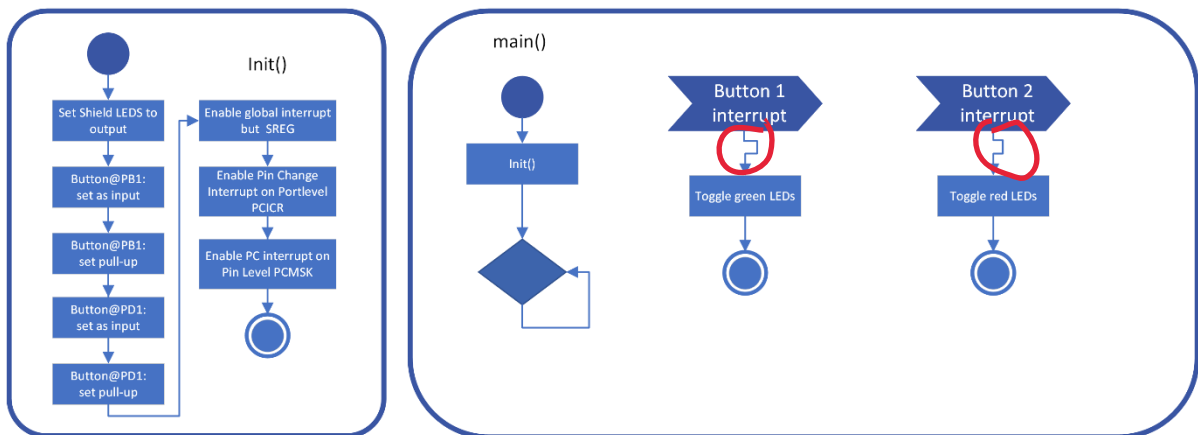 Init()
Set Shield LEDS to
output
Button@PB1:
set as input
Button@PB1:
set pull-up
Button@PD1:
set as input
Button@PD1:
set pull-up
Enable global interrupt
but SREG
Enable Pin Change
Interrupt on Portlevel
PCICR
Enable PC interrupt on
Pin Level PCMSK
main()
Init()
Button 1
interrupt
Toggle green LEDs
Button 2
interrupt
Toggle red LEDs